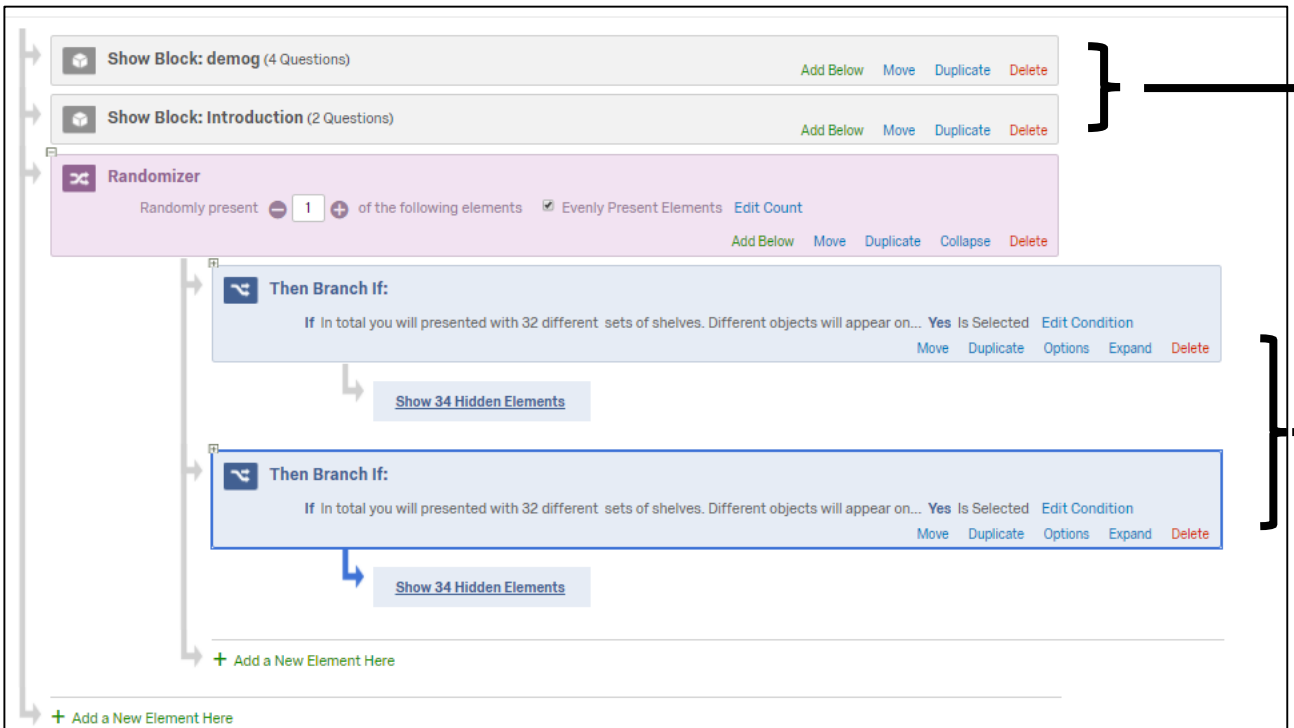 Show Block: demog (4 Questions)
Add Below Move Duplicate Delete
Show Block: Introduction (2 Questions)
Add Below Move Duplicate Delete
Randomizer
Randomly present 1 of the following elements Evenly Present Elements Edit Count
Add Below Move Duplicate Collapse Delete
Then Branch If:
If In total you will presented with 32 different sets of shelves. Different objects will appear on... Yes Is Selected Edit Condition
Move Duplicate Options Expand Delete
Show 34 Hidden Elements
Then Branch If:
If In total you will presented with 32 different sets of shelves. Different objects will appear on... Yes Is Selected Edit Condition
Move Duplicate Options Expand Delete
Show 34 Hidden Elements
+ Add a New Element Here
+ Add a New Element Here